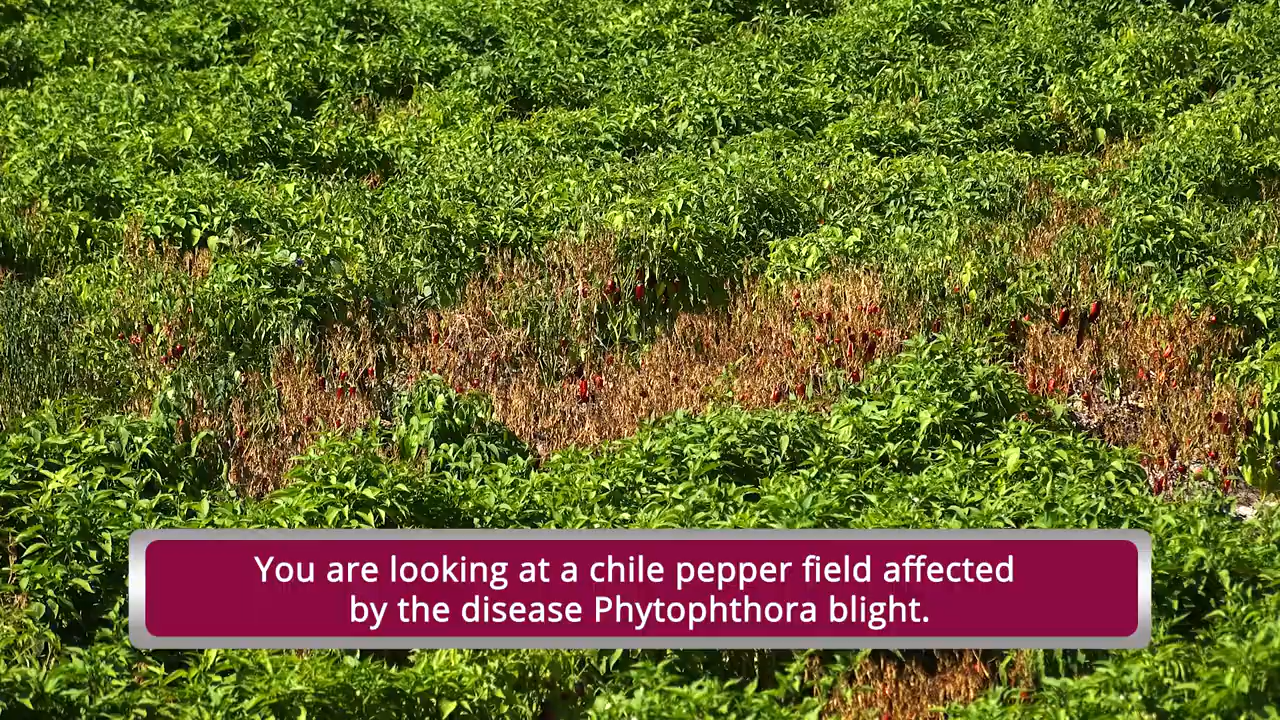 You are looking at a chile pepper field affected
by the disease Phytophthora blight.